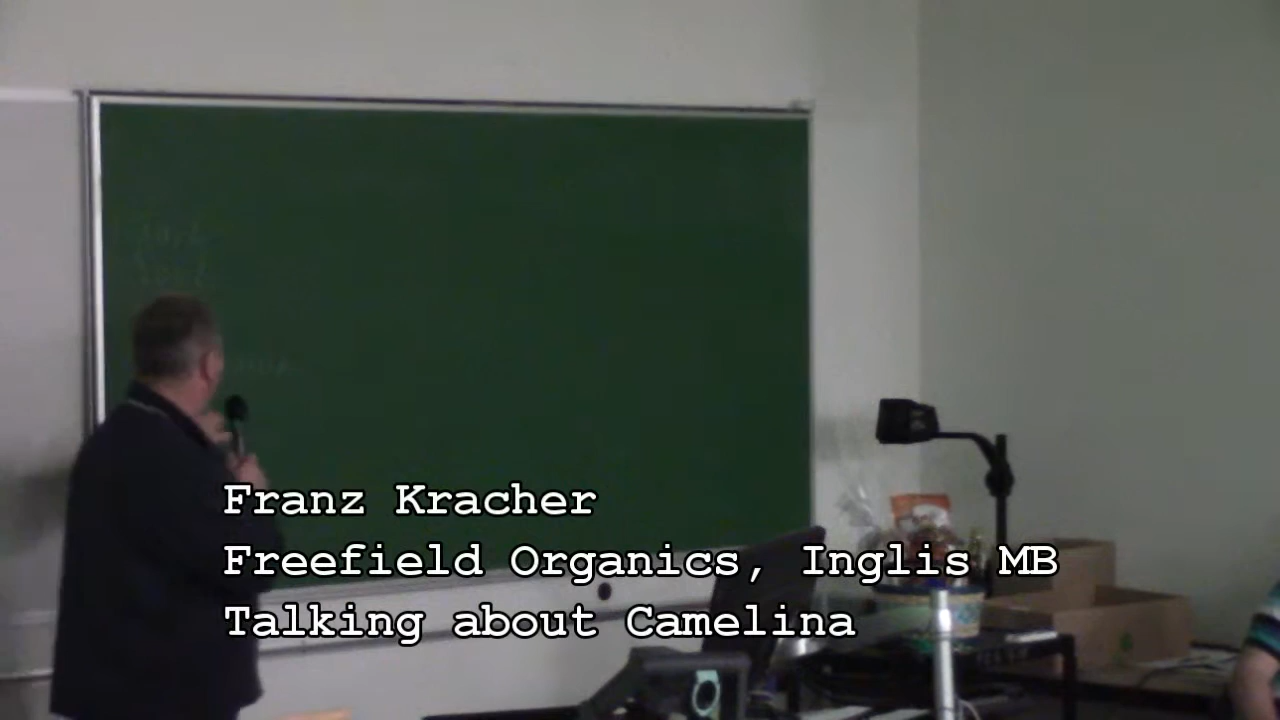 Franz Kracher
Freefield Organics, Inglis MB
Talking about Camelina